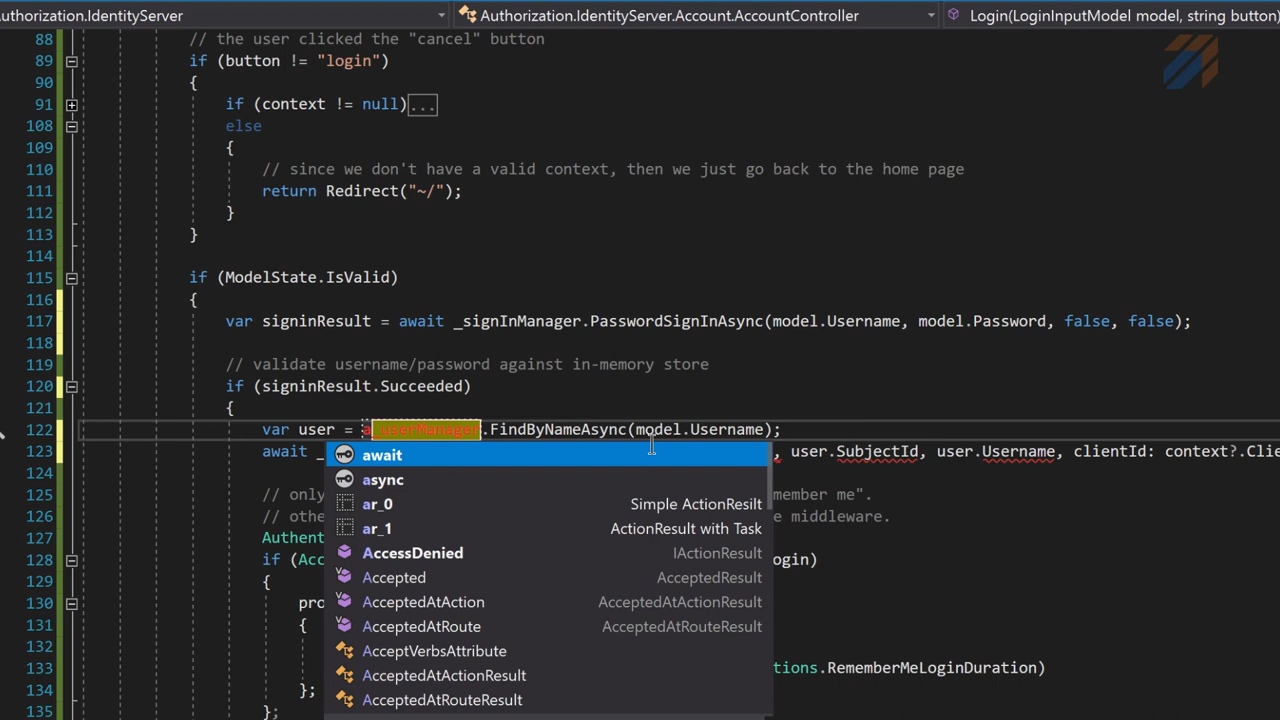 uthorization.IdentityServer
Authorization.IdentityServer.Account.AccountController
Login(LoginInputModel model, string button)
88 // the user clicked the "cancel" button
89 if (button != "login")
90 {
91 if (context != null)...
108 else
109 {
110 // since we don't have a valid context, then we just go back to the home page
111 return Redirect("~/");
112 }
113 }
114
115 if (ModelState.IsValid)
116 {
117 var signinResult = await _signInManager.PasswordSignInAsync(model.Username, model.Password, false, false);
118
119 // validate username/password against in-memory store
120 if (signinResult.Succeeded)
121 {
122 var user = a_userManager.FindByNameAsync(model.Username);
123 await _ , user.SubjectId, user.Username, clientId: context?.Clie
124
125 // only member me".
126 // othe e middleware.
127 Authent
128 if (Acc ogin)
129 {
130 pro
131 {
132
133 tions.RememberMeLoginDuration)
134 };
135 };
await
async
ar_0 Simple ActionResilt
ar_1 ActionResult with Task
AccessDenied IActionResult
Accepted AcceptedResult
AcceptedAtAction AcceptedAtActionResult
AcceptedAtRoute AcceptedAtRouteResult
AcceptVerbsAttribute
AcceptedAtActionResult
AcceptedAtRouteResult